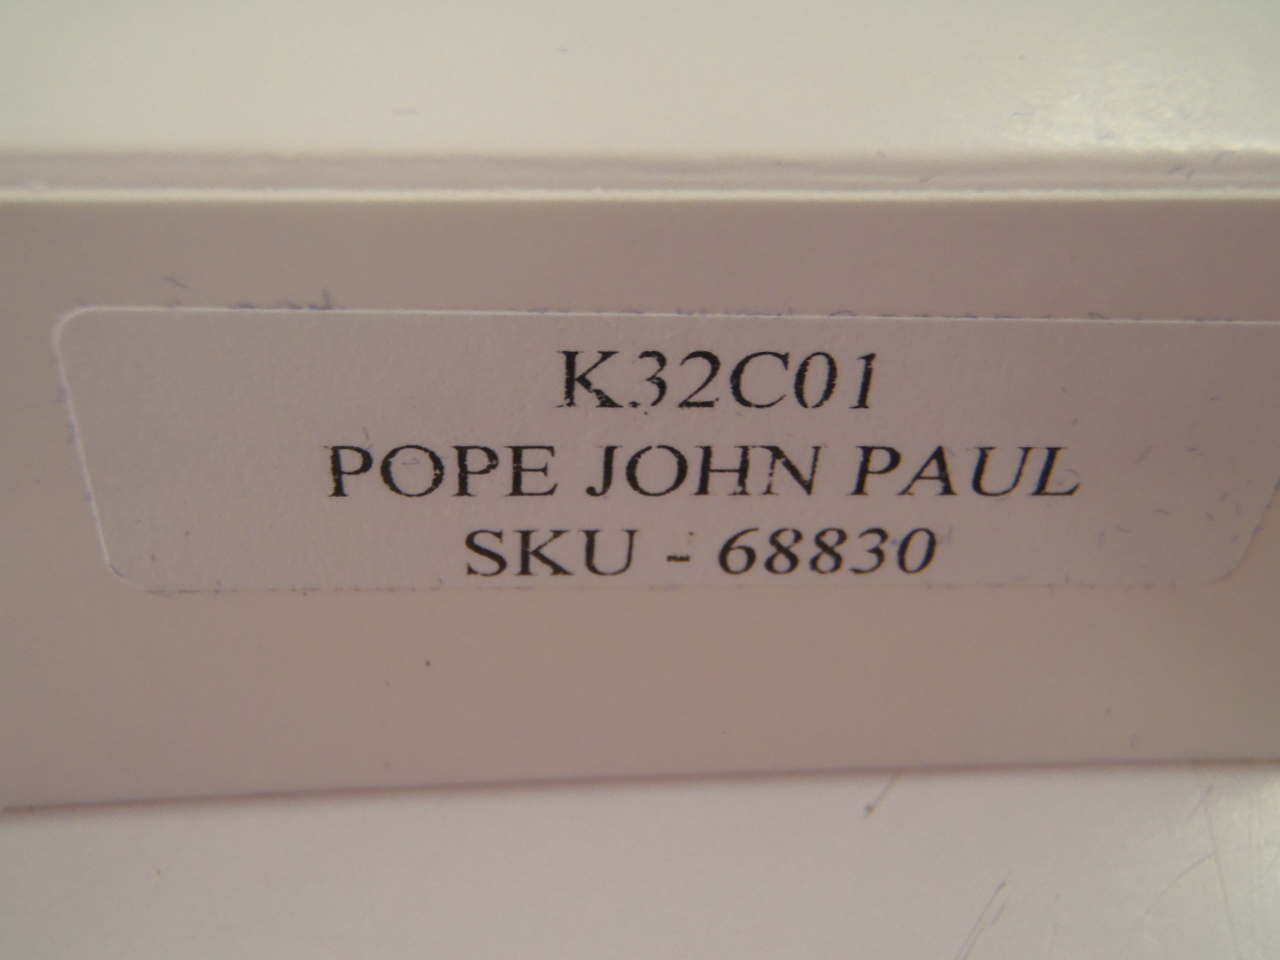 K32C01
POPE JOHN PAUL
SKU - 68830